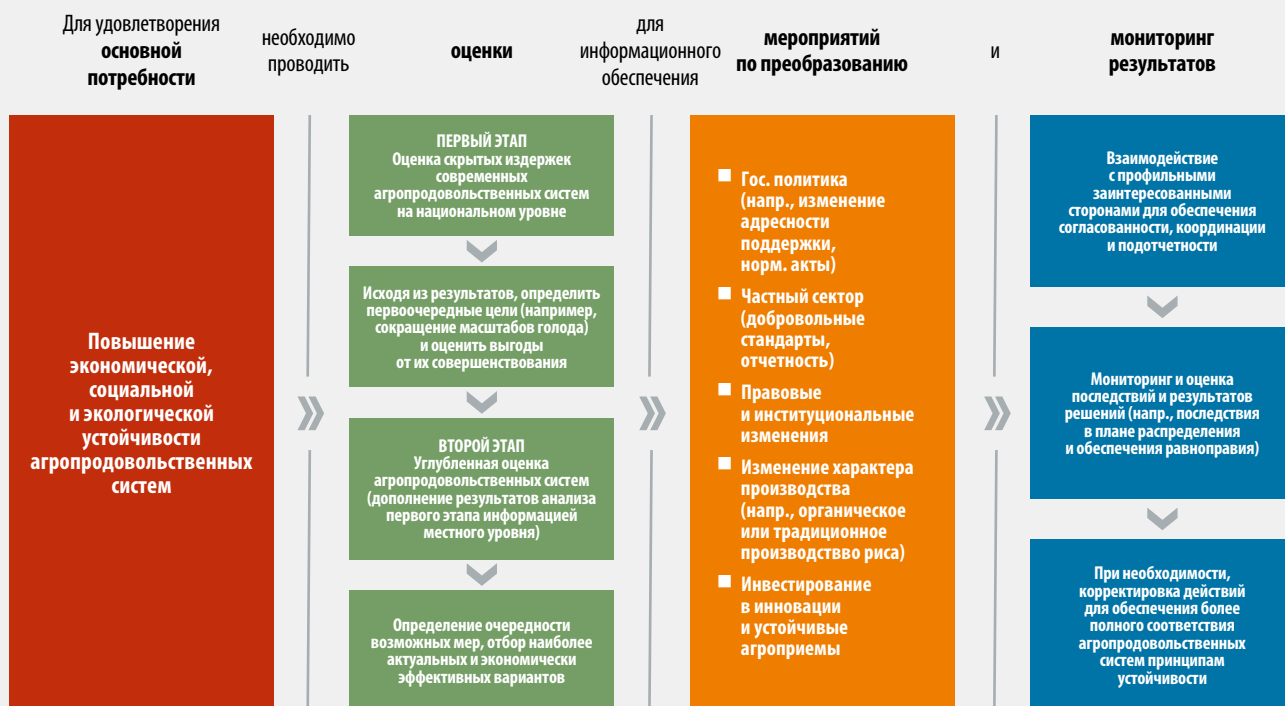 Для удовлетворения
основной
потребности
необходимо
проводить
оценки
для
информационного
обеспечения
мероприятий
по преобразованию
и
мониторинг
результатов
Повышение
экономической,
социальной
и экологической
устойчивости
агропродовольственных
систем
ПЕРВЫЙ ЭТАП
Оценка скрытых издержек
современных
агропродовольственных систем
на национальном уровне
Исходя из результатов, определить
первоочередные цели (например,
сокращение масштабов голода)
и оценить выгоды
от их совершенствования
ВТОРОЙ ЭТАП
Углубленная оценка
агропродовольственных систем
(дополнение результатов анализа
первого этапа информацией
местного уровня)
Определение очередности
возможных мер, отбор наиболее
актуальных и экономически
эффективных вариантов
Гос. политика
(напр., изменение
адресности
поддержки,
норм. акты)
Частный сектор
(добровольные
стандарты,
отчетность)
Правовые
и институциональные
изменения
Изменение характера
производства
(напр., органическое
или традиционное
производствво риса)
Инвестирование
в инновации
и устойчивые
агроприемы
Взаимодействие
с профильными
заинтересованными
сторонами для обеспечения
согласованности, координации
и подотчетности
Мониторинг и оценка
последствий и результатов
решений (напр., последствия
в плане распределения
и обеспечения равноправия)
При необходимости,
корректировка действий
для обеспечения более
полного соответствия
агропродовольственных
систем принципам
устойчивости